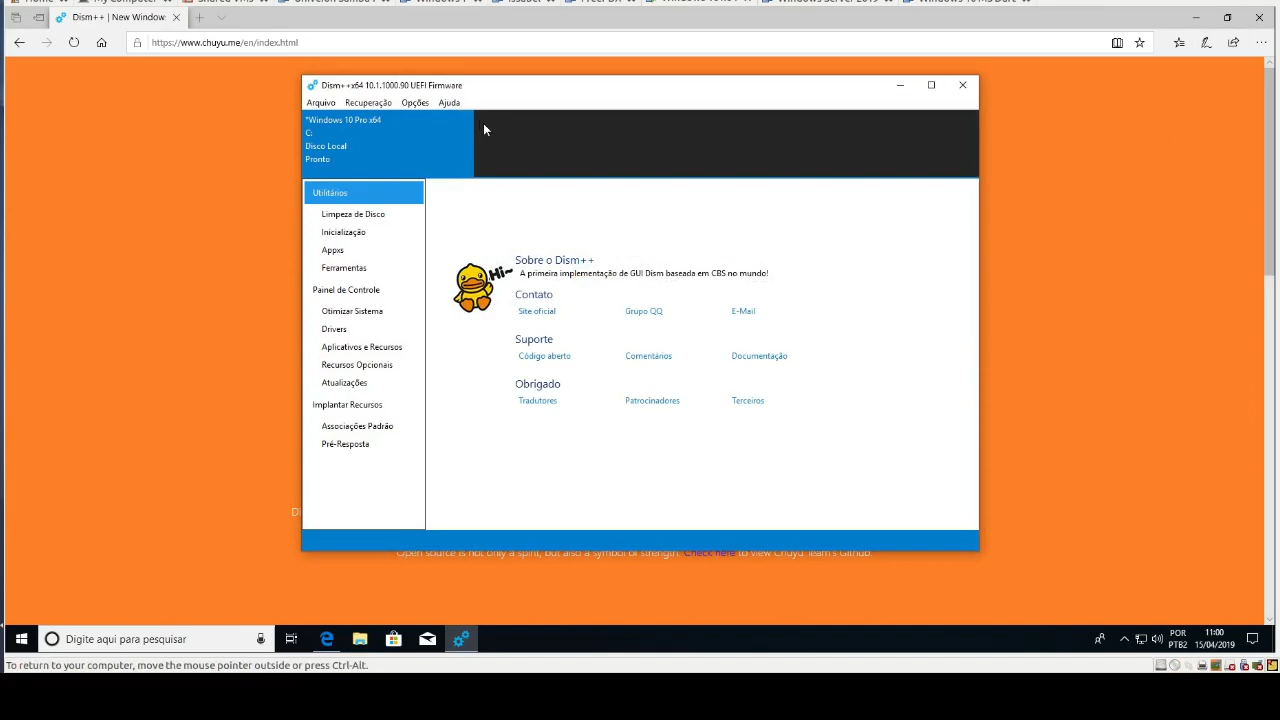 Dism++ | New Window
https://www.chuyu.me/en/index.html
Dism++x64 10.1.1000.90 UEFI Firmware
Arquivo Recuperação Opções Ajuda
*Windows 10 Pro x64
C:
Disco Local
Pronto
Utilitários
Limpeza de Disco
Inicialização
Appxs
Ferramentas
Painel de Controle
Otimizar Sistema
Drivers
Aplicativos e Recursos
Recursos Opcionais
Atualizações
Implantar Recursos
Associações Padrão
Pré-Resposta
Hi~
Sobre o Dism++
A primeira implementação de GUI Dism baseada em CBS no mundo!
Contato
Site oficial Grupo QQ E-Mail
Suporte
Código aberto Comentários Documentação
Obrigado
Tradutores Patrocinadores Terceiros
Open source is not only a spirit, but also a symbol of strength. Check here to view Chuyu Team's Github.
Digite aqui para pesquisar
POR
PTB2
11:00
15/04/2019
To return to your computer, move the mouse pointer outside or press Ctrl-Alt.